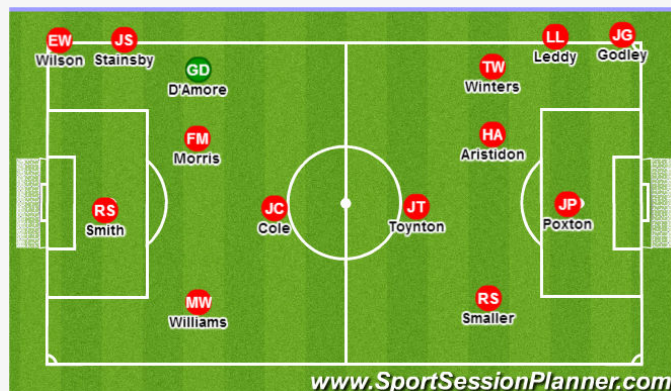 EW
Wilson
JS
Stainsby
GD
D'Amore
FM
Morris
RS
Smith
JC
Cole
MW
Williams
LL
Leddy
JG
Godley
TW
Winters
HA
Aristidon
JT
Toynton
JP
Poxton
RS
Smaller
www.SportSessionPlanner.com